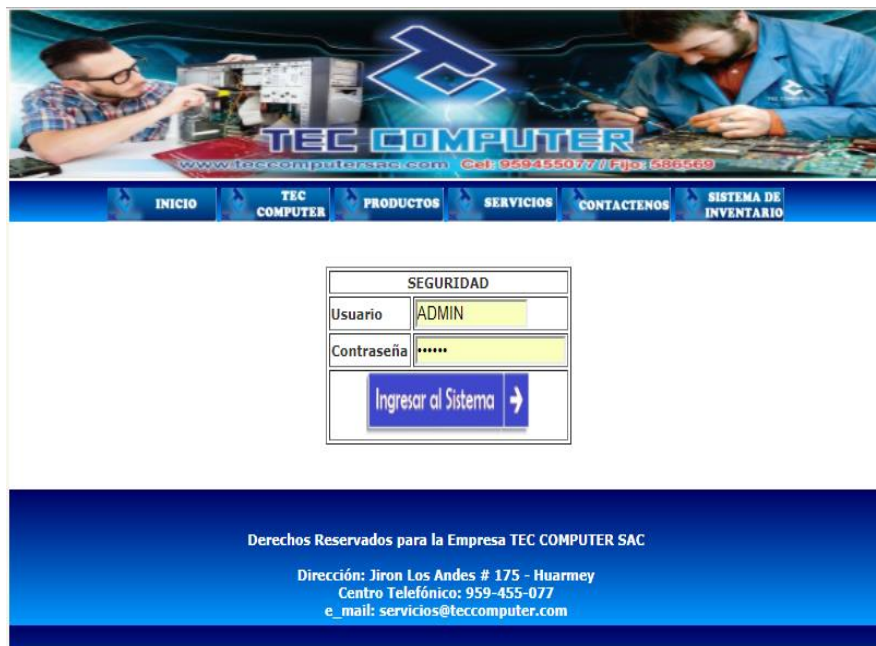 TEC COMPUTER
www.teccomputersac.com Cel: 959455077 / Fijo: 586569
INICIO
TEC
COMPUTER
PRODUCTOS
SERVICIOS
CONTACTENOS
SISTEMA DE
INVENTARIO
SEGURIDAD
Usuario ADMIN
Contraseña ••••••
Ingresar al Sistema
Derechos Reservados para la Empresa TEC COMPUTER SAC
Dirección: Jiron Los Andes # 175 - Huarmey
Centro Telefónico: 959-455-077
e_mail: servicios@teccomputer.com